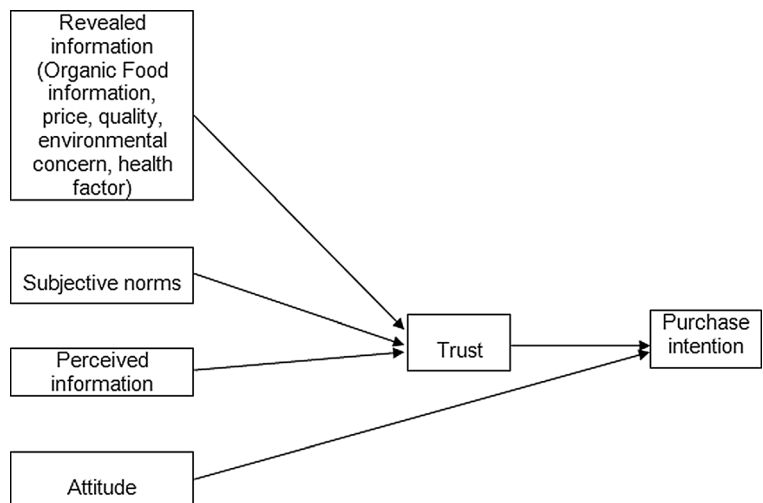 Revealed
information
(Organic Food
information,
price, quality,
environmental
concern, health
factor)
Subjective norms
Perceived
information
Attitude
Trust
Purchase
intention